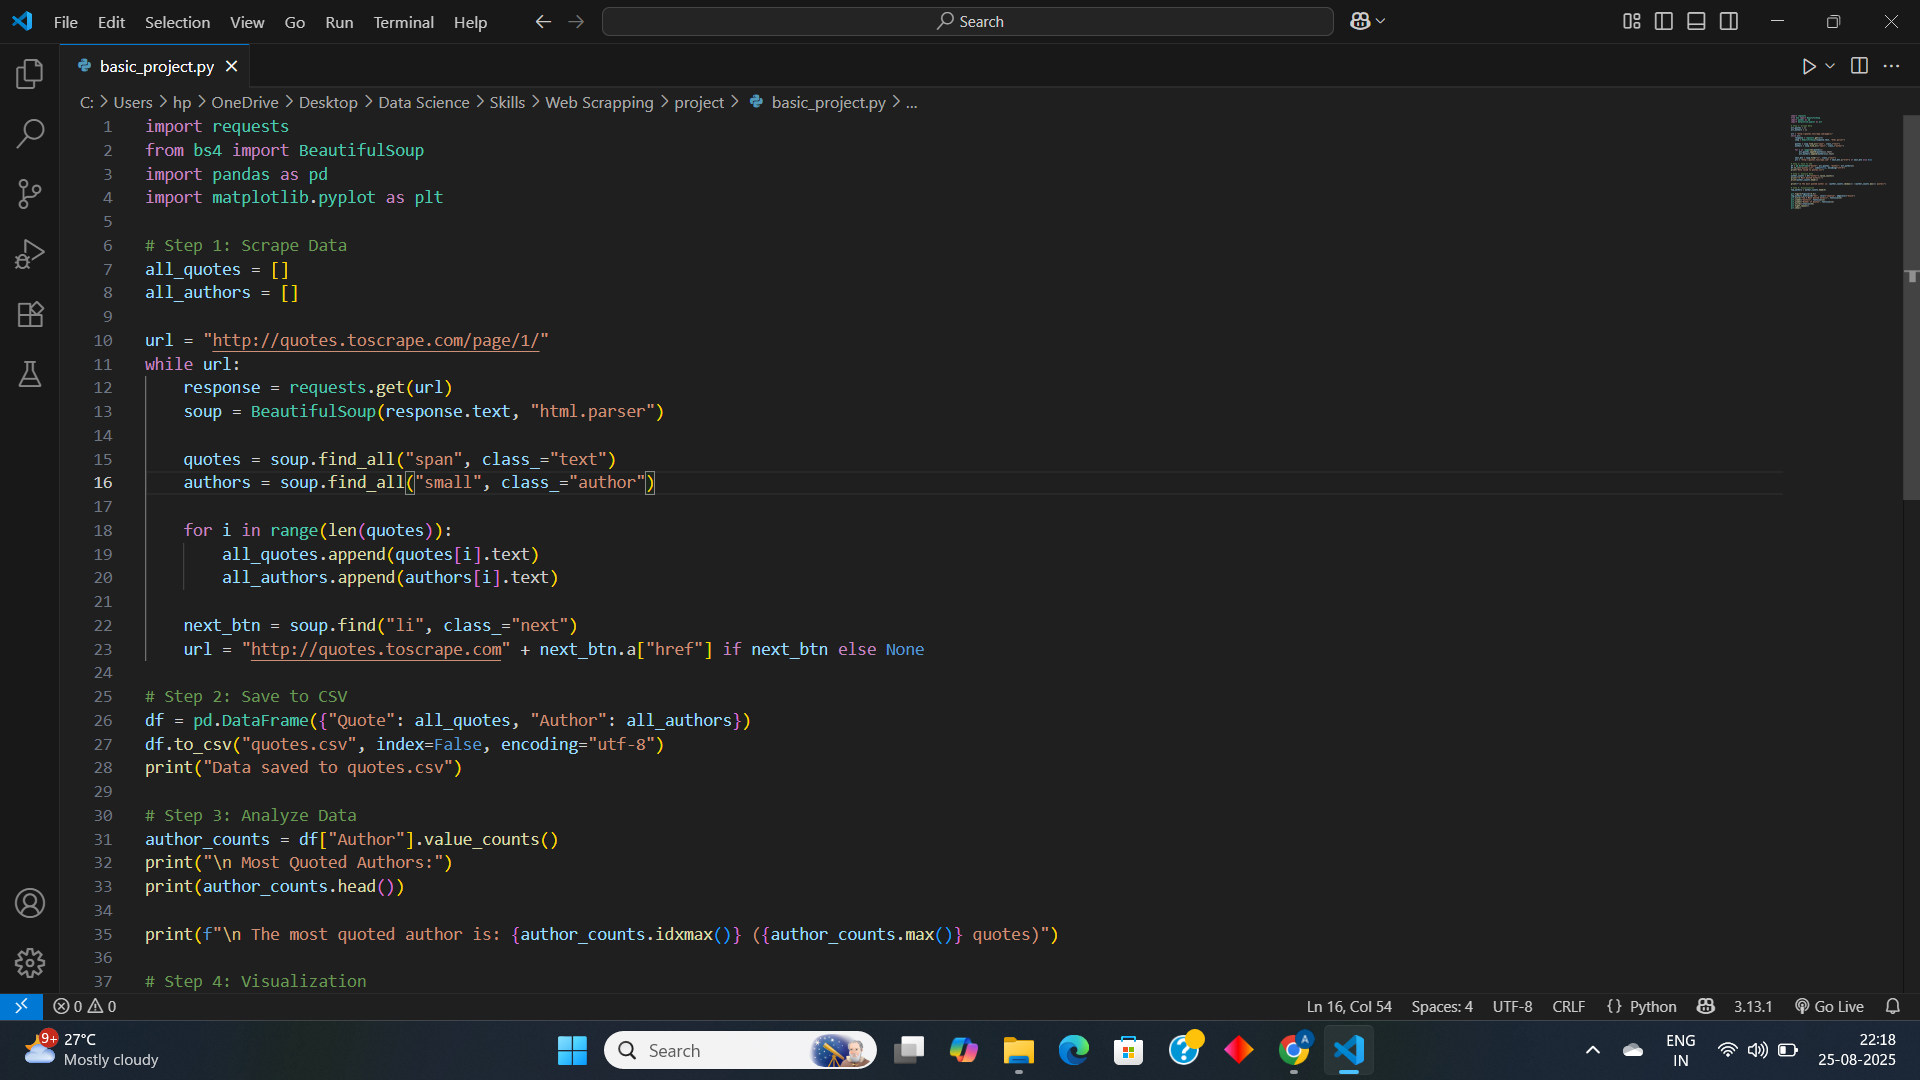 File Edit Selection View Go Run Terminal Help
Search
basic_project.py
C: > Users > hp > OneDrive > Desktop > Data Science > Skills > Web Scrapping > project > basic_project.py > ...
1 import requests
2 from bs4 import BeautifulSoup
3 import pandas as pd
4 import matplotlib.pyplot as plt
5
6 # Step 1: Scrape Data
7 all_quotes = []
8 all_authors = []
9
10 url = "http://quotes.toscrape.com/page/1/"
11 while url:
12     response = requests.get(url)
13     soup = BeautifulSoup(response.text, "html.parser")
14
15     quotes = soup.find_all("span", class_="text")
16     authors = soup.find_all("small", class_="author")
17
18     for i in range(len(quotes)):
19         all_quotes.append(quotes[i].text)
20         all_authors.append(authors[i].text)
21
22     next_btn = soup.find("li", class_="next")
23     url = "http://quotes.toscrape.com" + next_btn.a["href"] if next_btn else None
24
25 # Step 2: Save to CSV
26 df = pd.DataFrame({"Quote": all_quotes, "Author": all_authors})
27 df.to_csv("quotes.csv", index=False, encoding="utf-8")
28 print("Data saved to quotes.csv")
29
30 # Step 3: Analyze Data
31 author_counts = df["Author"].value_counts()
32 print("\n Most Quoted Authors:")
33 print(author_counts.head())
34
35 print(f"\n The most quoted author is: {author_counts.idxmax()} ({author_counts.max()} quotes)")
36
37 # Step 4: Visualization
0 0 Ln 16, Col 54 Spaces: 4 UTF-8 CRLF {} Python 3.13.1 Go Live
9+ 27°C
Mostly cloudy
Search
A
ENG
IN
22:18
25-08-2025